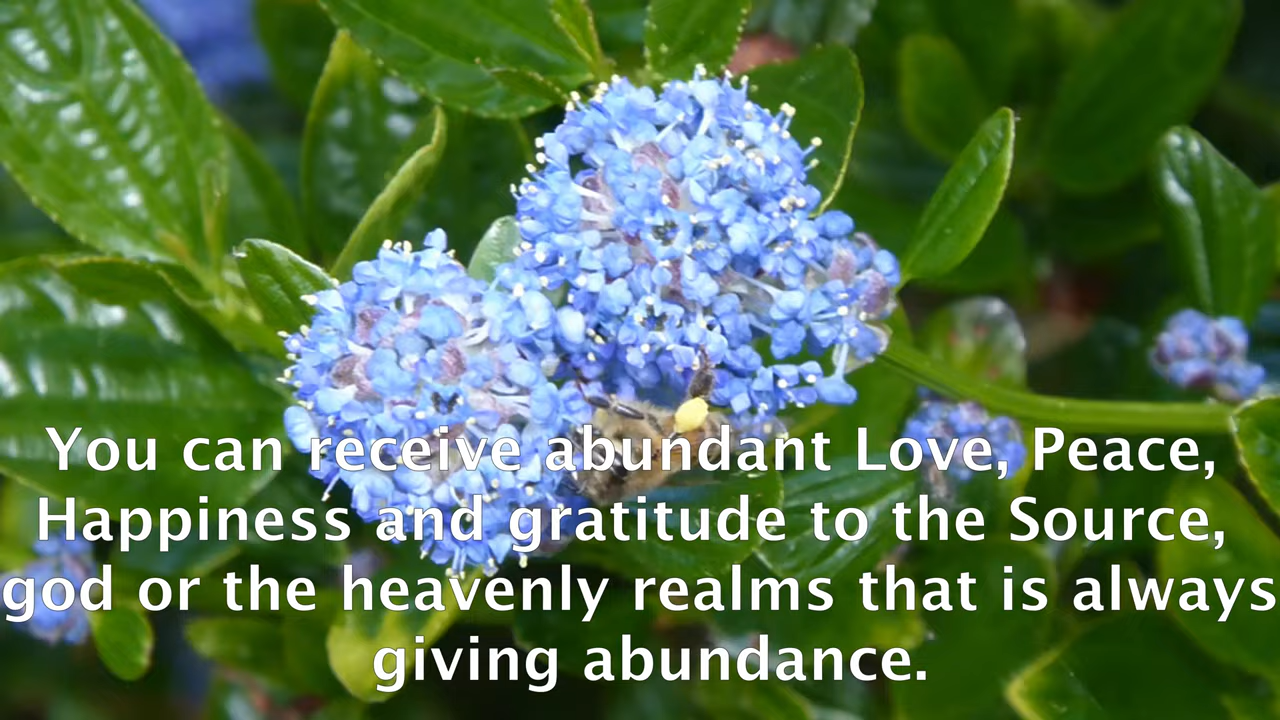 You can receive abundant Love, Peace,
Happiness and gratitude to the Source,
god or the heavenly realms that is always
giving abundance.